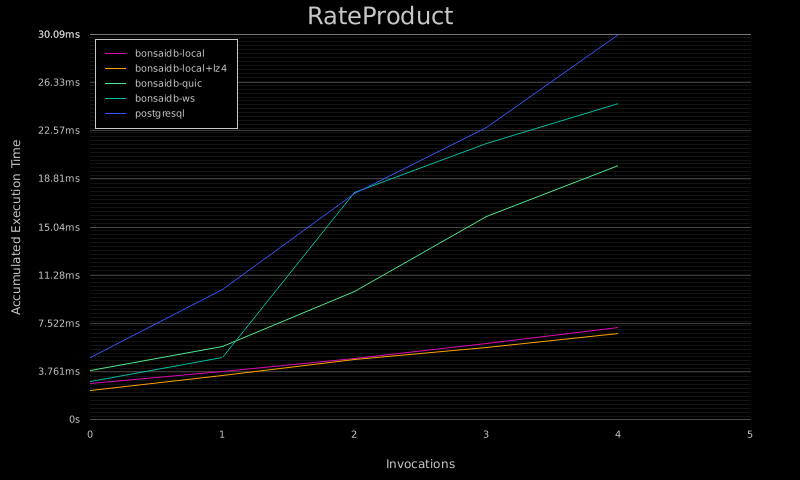 RateProduct
30.09ms
bonsaidb-local
bonsaidb-local+lz4
bonsaidb-quic
bonsaidb-ws
postgresql
26.33ms
22.57ms
18.81ms
15.04ms
11.28ms
7.522ms
3.761ms
0s
Accumulated Execution Time
0 1 2 3 4 5
Invocations